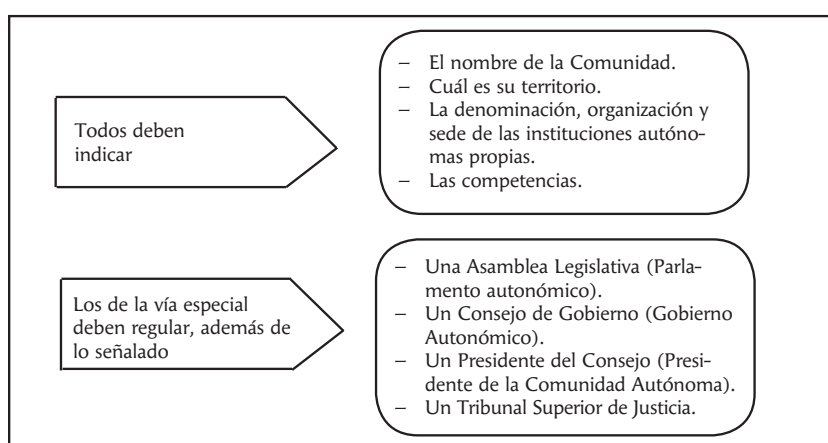 Todos deben
indicar
– El nombre de la Comunidad.
– Cuál es su territorio.
– La denominación, organización y
sede de las instituciones autóno-
mas propias.
– Las competencias.
Los de la vía especial
deben regular, además de
lo señalado
– Una Asamblea Legislativa (Parla-
mento autonómico).
– Un Consejo de Gobierno (Gobierno
Autonómico).
– Un Presidente del Consejo (Presi-
dente de la Comunidad Autónoma).
– Un Tribunal Superior de Justicia.